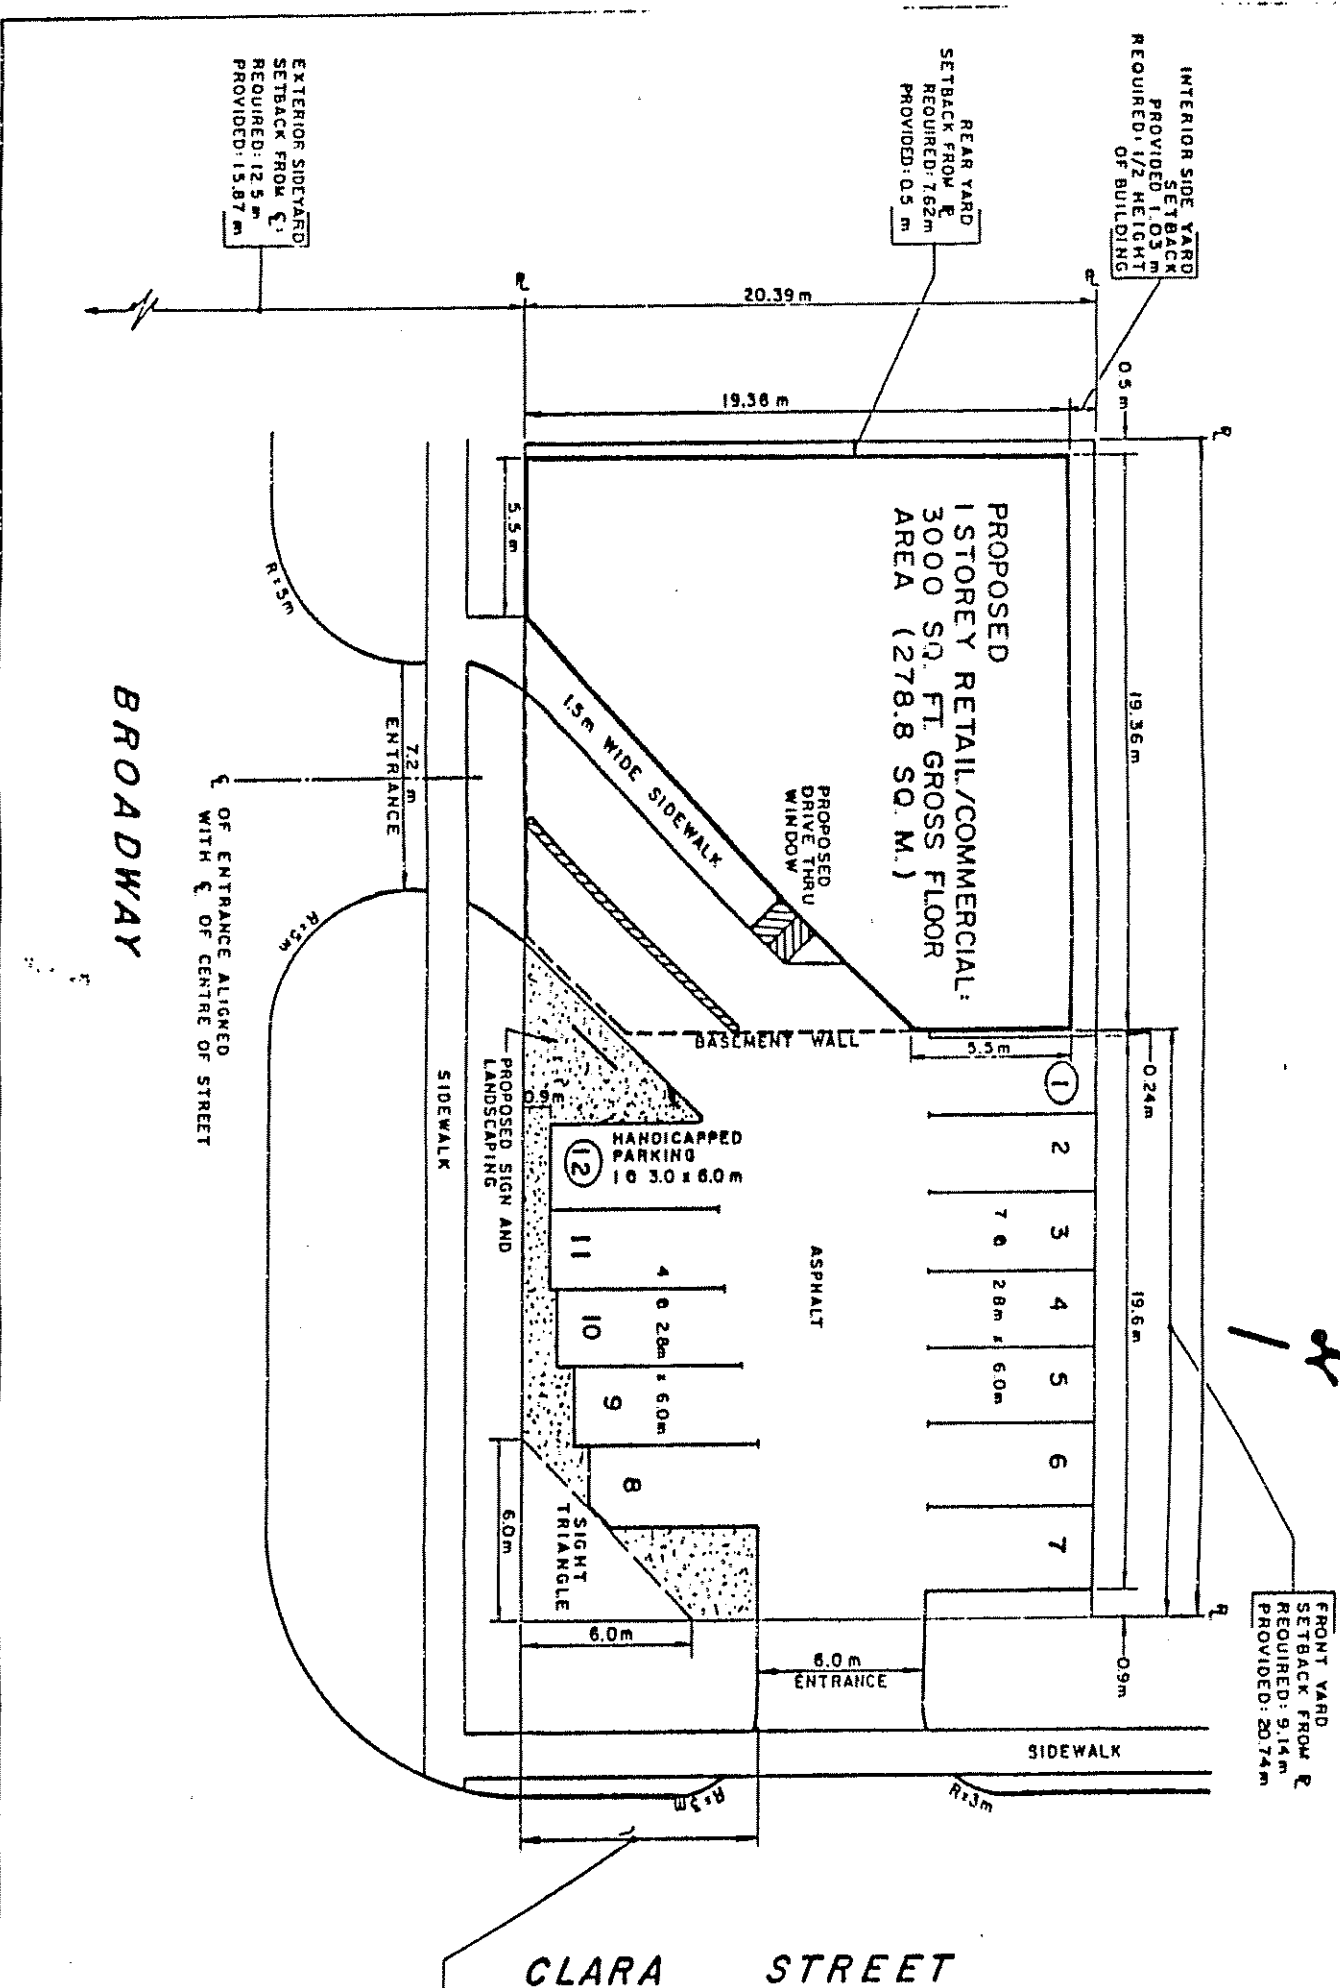 INTERIOR SIDE YARD
SETBACK
PROVIDED 1.03 m
REQUIRED: 1/2 HEIGHT
OF BUILDING
REAR YARD
SETBACK FROM ℄
REQUIRED: 7.62m
PROVIDED: 0.5 m
EXTERIOR SIDEYARD
SETBACK FROM ℄:
REQUIRED: 12.5 m
PROVIDED: 15.87 m
20.39 m
19.36 m
0.5 m
19.36 m
0.24m
19.6m
0.9m
FRONT YARD
SETBACK FROM ℄
REQUIRED: 9.14m
PROVIDED: 20.74m
PROPOSED
1 STOREY RETAIL/COMMERCIAL:
3000 SQ. FT. GROSS FLOOR
AREA (278.8 SQ. M.)
5.5m
1.5m WIDE SIDEWALK
PROPOSED
DRIVE THRU
WINDOW
BASEMENT WALL
5.5m
1
2
3
4
5
6
7
7 @ 2.8m x 6.0m
ASPHALT
HANDICAPPED
PARKING
1 @ 3.0 x 6.0 m
12
11
10
9
8
4 @ 2.8m x 6.0m
0.9m
PROPOSED SIGN AND
LANDSCAPING
SIGHT
TRIANGLE
6.0m
6.0m
6.0 m
ENTRANCE
SIDEWALK
R=3m
R=3m
SIDEWALK
R=5m
R=5m
7.2 m
ENTRANCE
℄ OF ENTRANCE ALIGNED
WITH ℄ OF CENTRE OF STREET
BROADWAY
CLARA STREET